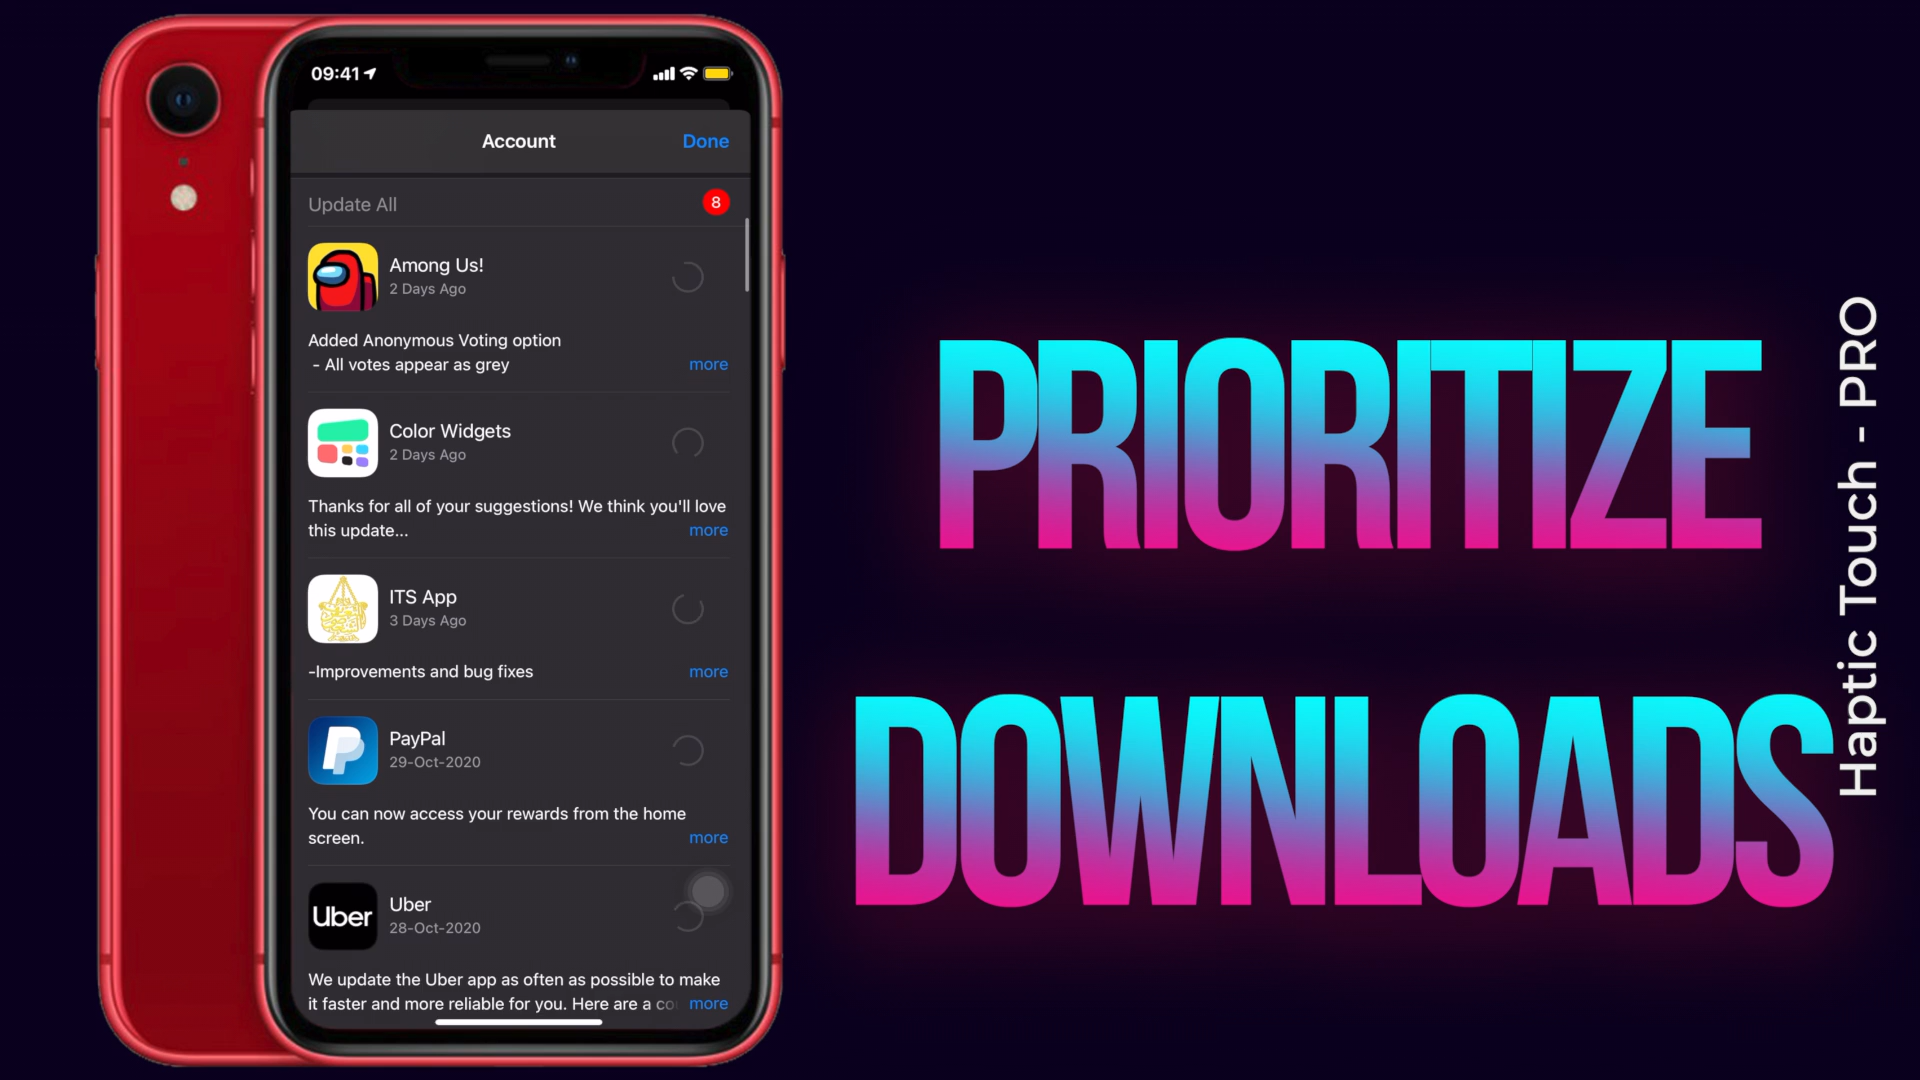 09:41
Account
Done
Update All
8
Among Us!
2 Days Ago
Added Anonymous Voting option
- All votes appear as grey
more
Color Widgets
2 Days Ago
Thanks for all of your suggestions! We think you'll love
this update...
more
ITS App
3 Days Ago
-Improvements and bug fixes
more
PayPal
29-Oct-2020
You can now access your rewards from the home
screen.
more
Uber
Uber
28-Oct-2020
We update the Uber app as often as possible to make
it faster and more reliable for you. Here are a
more
PRIORITIZE
DOWNLOADS
Haptic Touch - PRO